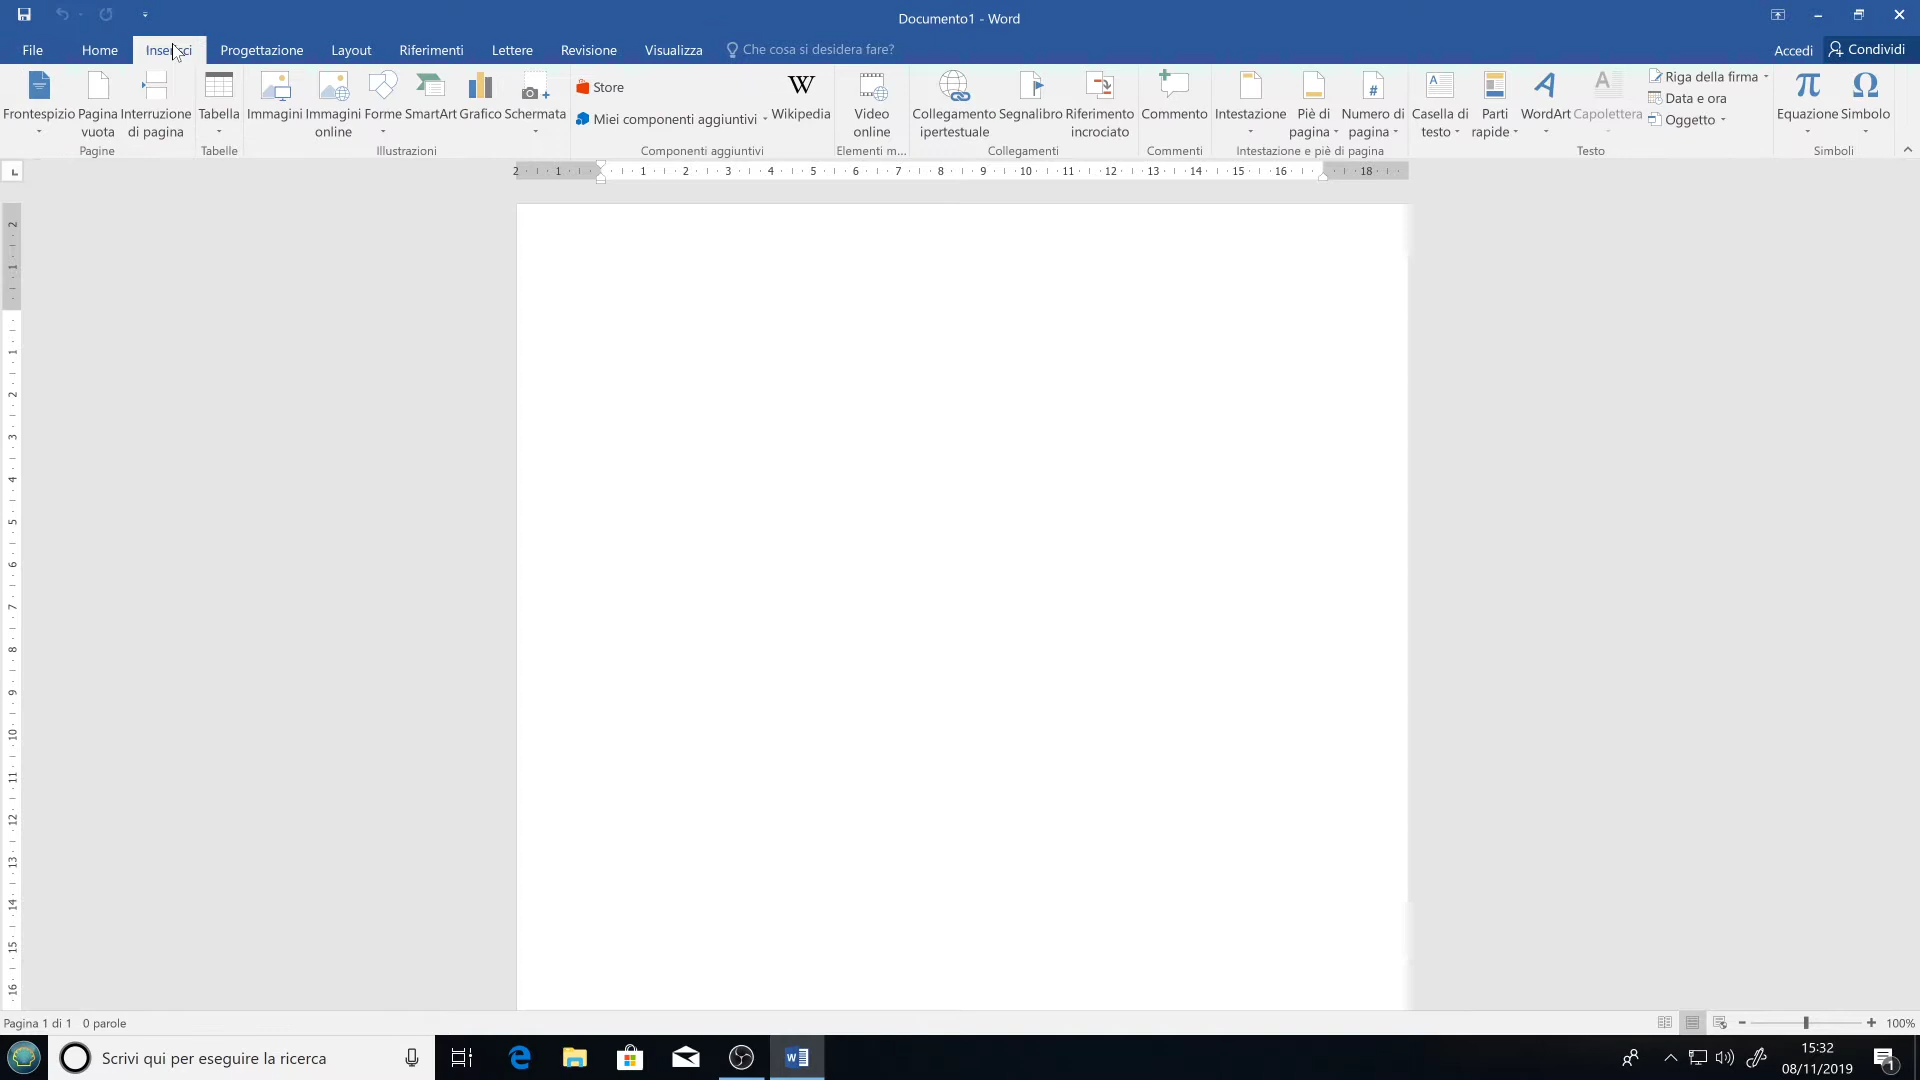 Documento1 - Word
File Home Inserisci Progettazione Layout Riferimenti Lettere Revisione Visualizza Che cosa si desidera fare? Accedi Condividi
Frontespizio
Pagina vuota
Interruzione di pagina
Pagine
Tabella
Tabelle
Immagini
Immagini online
Forme
SmartArt
Grafico
Schermata
Illustrazioni
Store
Miei componenti aggiuntivi
Wikipedia
Componenti aggiuntivi
Video online
Elementi m...
Collegamento ipertestuale
Segnalibro
Riferimento incrociato
Collegamenti
Commento
Commenti
Intestazione
Piè di pagina
Numero di pagina
Intestazione e piè di pagina
Casella di testo
Parti rapide
WordArt
Capolettera
Riga della firma
Data e ora
Oggetto
Testo
Equazione
Simbolo
Simboli
2 1 1 2 3 4 5 6 7 8 9 10 11 12 13 14 15 16 18
2
1
1
2
3
4
5
6
7
8
9
10
11
12
13
14
15
16
Pagina 1 di 1 0 parole 100%
Scrivi qui per eseguire la ricerca
15:32
08/11/2019
1